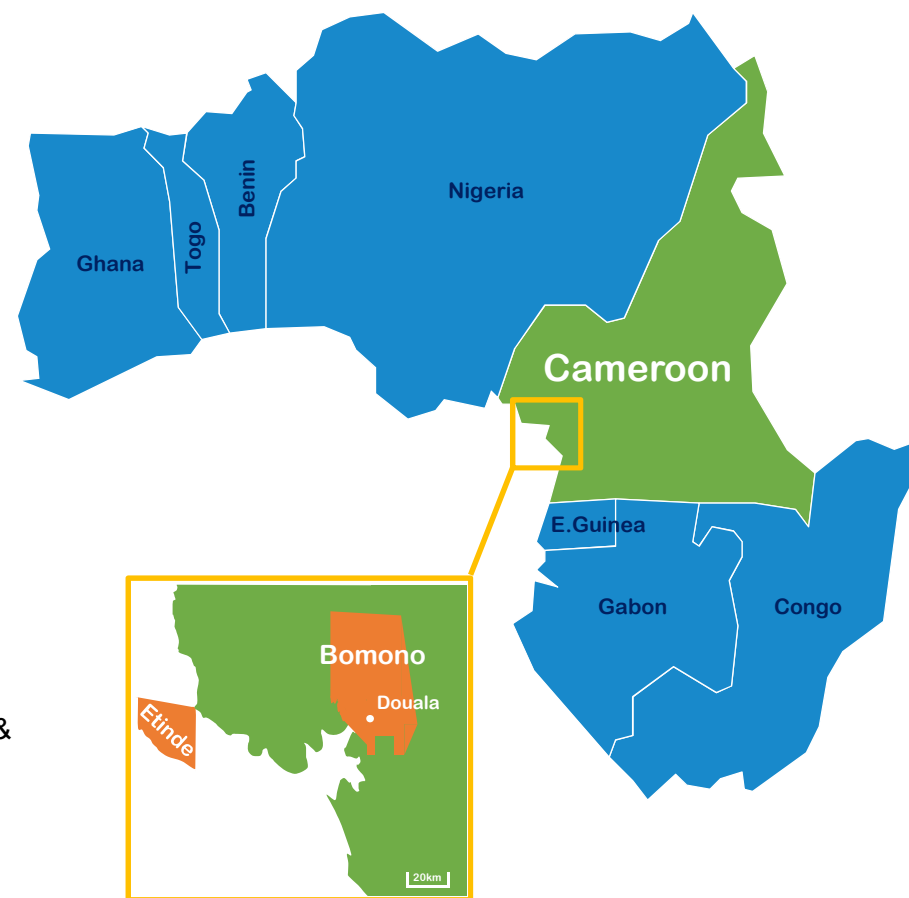 Nigeria
Benin
Togo
Ghana
Cameroon
E.Guinea
Gabon
Congo
Bomono
Douala
Etinde
&
20km